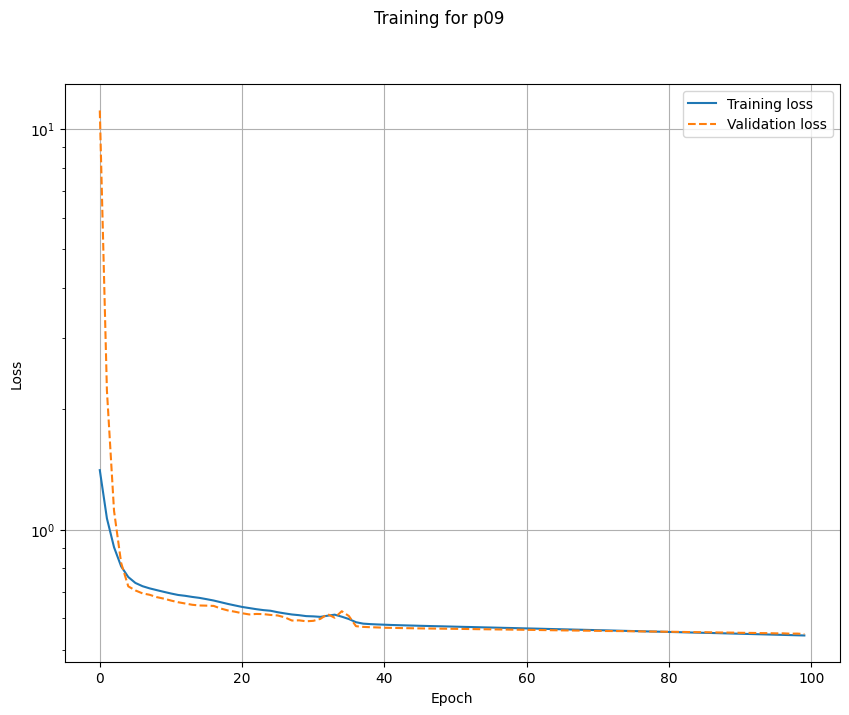 Training for p09
Training loss
Validation loss
10¹
10⁰
Loss
0 20 40 60 80 100
Epoch